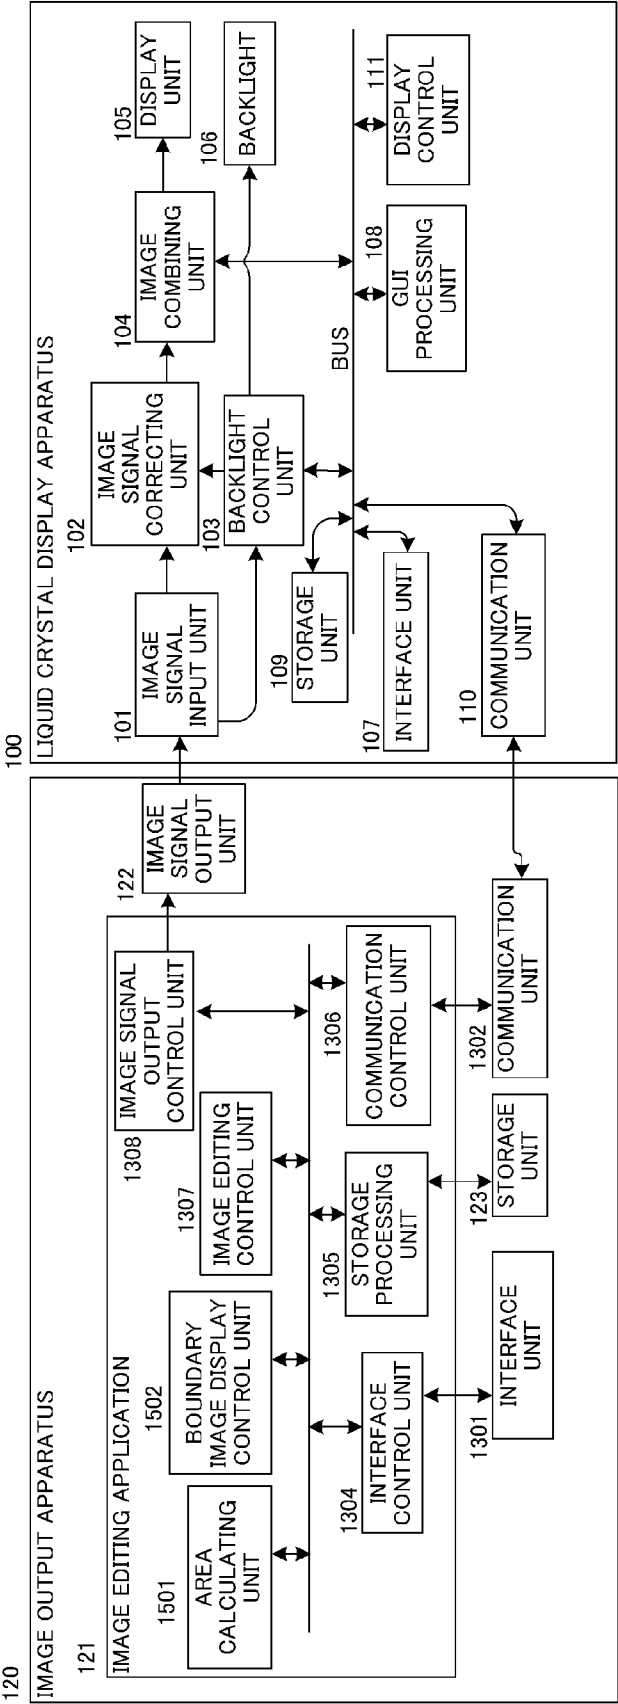 120
IMAGE OUTPUT APPARATUS
121
IMAGE EDITING APPLICATION
1501
AREA
CALCULATING
UNIT
1502
BOUNDARY
IMAGE DISPLAY
CONTROL UNIT
1307
IMAGE EDITING
CONTROL UNIT
1308
IMAGE SIGNAL
OUTPUT
CONTROL UNIT
1304
INTERFACE
CONTROL UNIT
1305
STORAGE
PROCESSING
UNIT
1306
COMMUNICATION
CONTROL UNIT
1301
INTERFACE
UNIT
123
STORAGE
UNIT
1302
COMMUNICATION
UNIT
122
IMAGE
SIGNAL
OUTPUT
UNIT
100
LIQUID CRYSTAL DISPLAY APPARATUS
101
IMAGE
SIGNAL
INPUT UNIT
102
IMAGE
SIGNAL
CORRECTING
UNIT
104
IMAGE
COMBINING
UNIT
105
DISPLAY
UNIT
103
BACKLIGHT
CONTROL
UNIT
106
BACKLIGHT
109
STORAGE
UNIT
BUS
107
INTERFACE UNIT
108
GUI
PROCESSING
UNIT
111
DISPLAY
CONTROL
UNIT
110
COMMUNICATION
UNIT